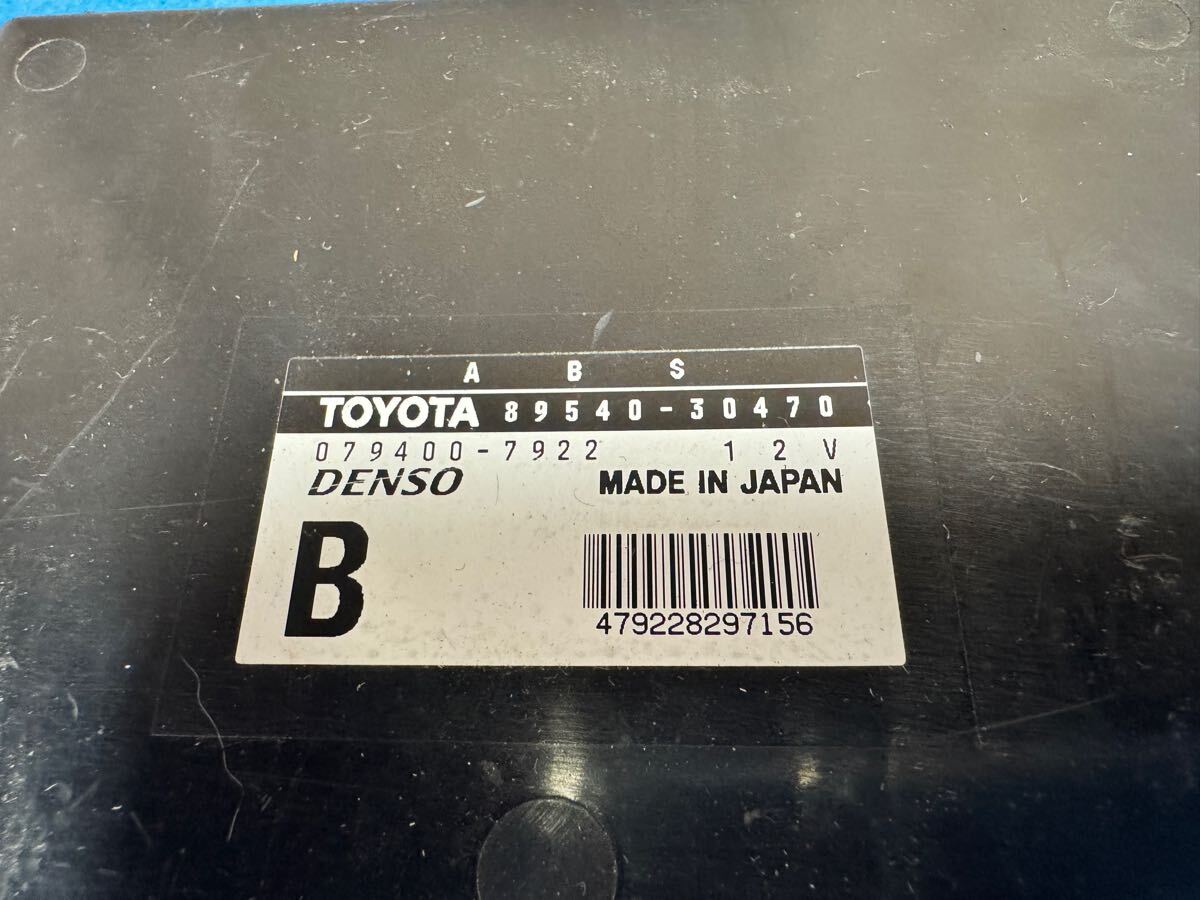 A B S
TOYOTA 89540-30470
079400-7922 12V
DENSO MADE IN JAPAN
B
479228297156